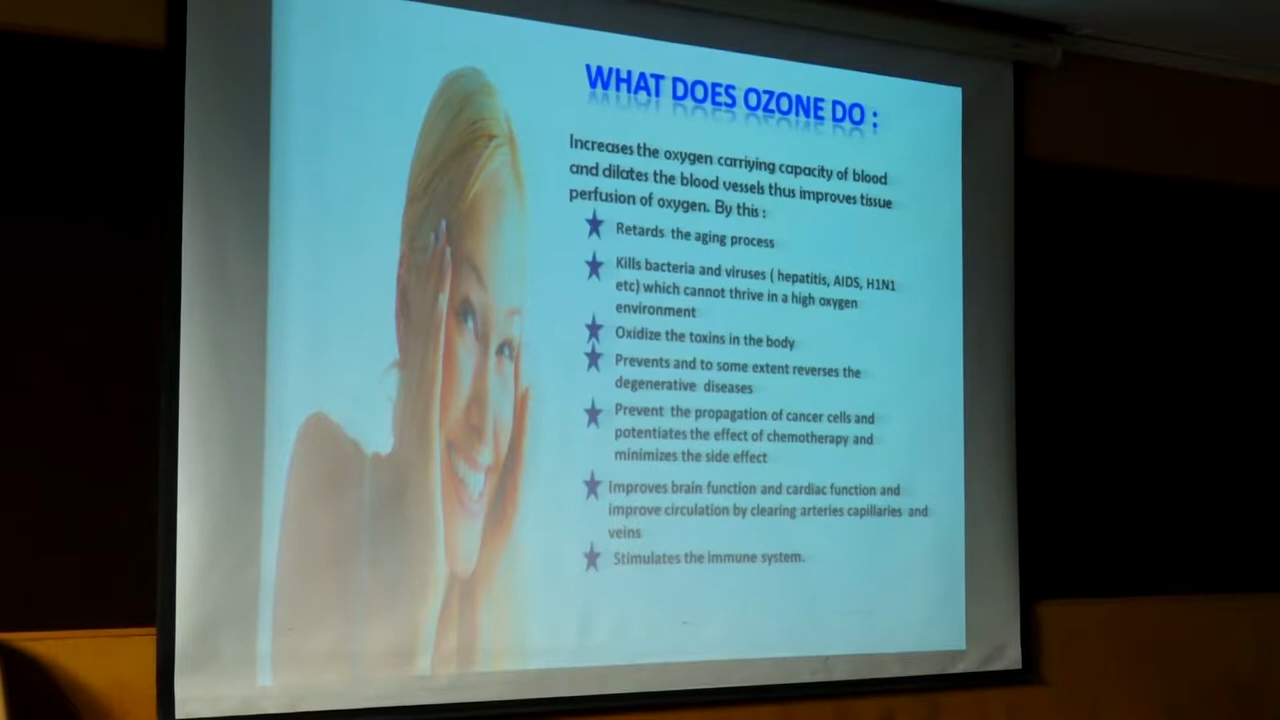 WHAT DOES OZONE DO :
Increases the oxygen carriying capacity of blood
and dilates the blood vessels thus improves tissue
perfusion of oxygen. By this :
Retards the aging process
Kills bacteria and viruses ( hepatitis, AIDS, H1N1
etc) which cannot thrive in a high oxygen
environment
Oxidize the toxins in the body
Prevents and to some extent reverses the
degenerative diseases
Prevent the propagation of cancer cells and
potentiates the effect of chemotherapy and
minimizes the side effect
Improves brain function and cardiac function and
improve circulation by clearing arteries capillaries and
veins
Stimulates the immune system.